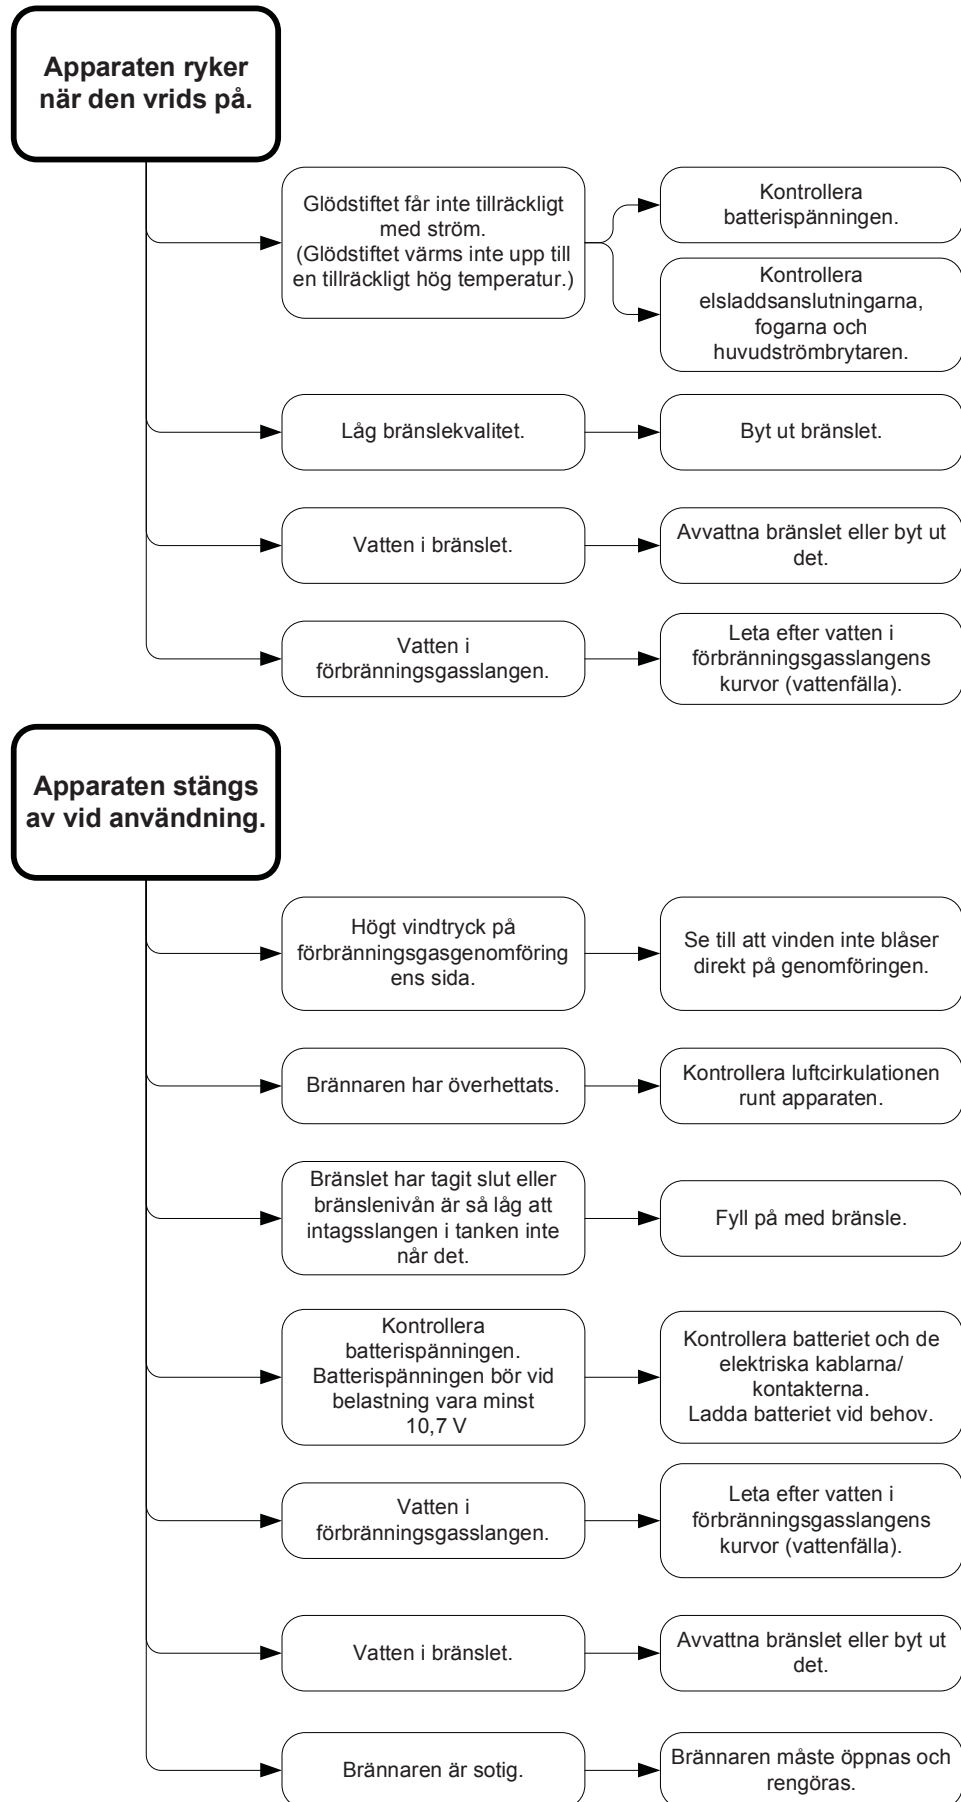 Apparaten ryker
när den vrids på.
Glödstiftet får inte tillräckligt
med ström.
(Glödstiftet värms inte upp till
en tillräckligt hög temperatur.)
Kontrollera
batterispänningen.
Kontrollera
elsladdsanslutningarna,
fogarna och
huvudströmbrytaren.
Låg bränslekvalitet.
Byt ut bränslet.
Vatten i bränslet.
Avvattna bränslet eller byt ut
det.
Vatten i
förbränningsgasslangen.
Leta efter vatten i
förbränningsgasslangens
kurvor (vattenfälla).
Apparaten stängs
av vid användning.
Högt vindtryck på
förbränningsgasgenomföring
ens sida.
Se till att vinden inte blåser
direkt på genomföringen.
Brännaren har överhettats.
Kontrollera luftcirkulationen
runt apparaten.
Bränslet har tagit slut eller
bränslenivån är så låg att
intagsslangen i tanken inte
når det.
Fyll på med bränsle.
Kontrollera
batterispänningen.
Batterispänningen bör vid
belastning vara minst
10,7 V
Kontrollera batteriet och de
elektriska kablarna/
kontakterna.
Ladda batteriet vid behov.
Vatten i
förbränningsgasslangen.
Leta efter vatten i
förbränningsgasslangens
kurvor (vattenfälla).
Vatten i bränslet.
Avvattna bränslet eller byt ut
det.
Brännaren är sotig.
Brännaren måste öppnas och
rengöras.